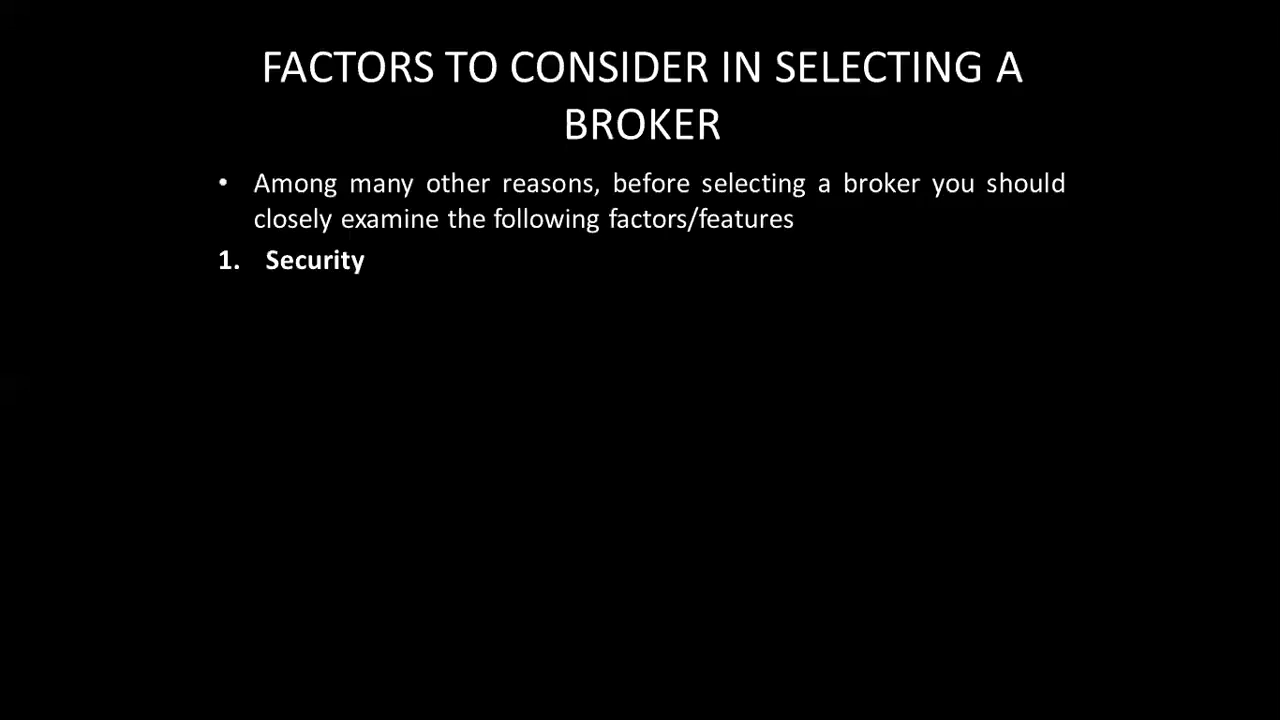 FACTORS TO CONSIDER IN SELECTING A
BROKER
• Among many other reasons, before selecting a broker you should
closely examine the following factors/features
1. Security